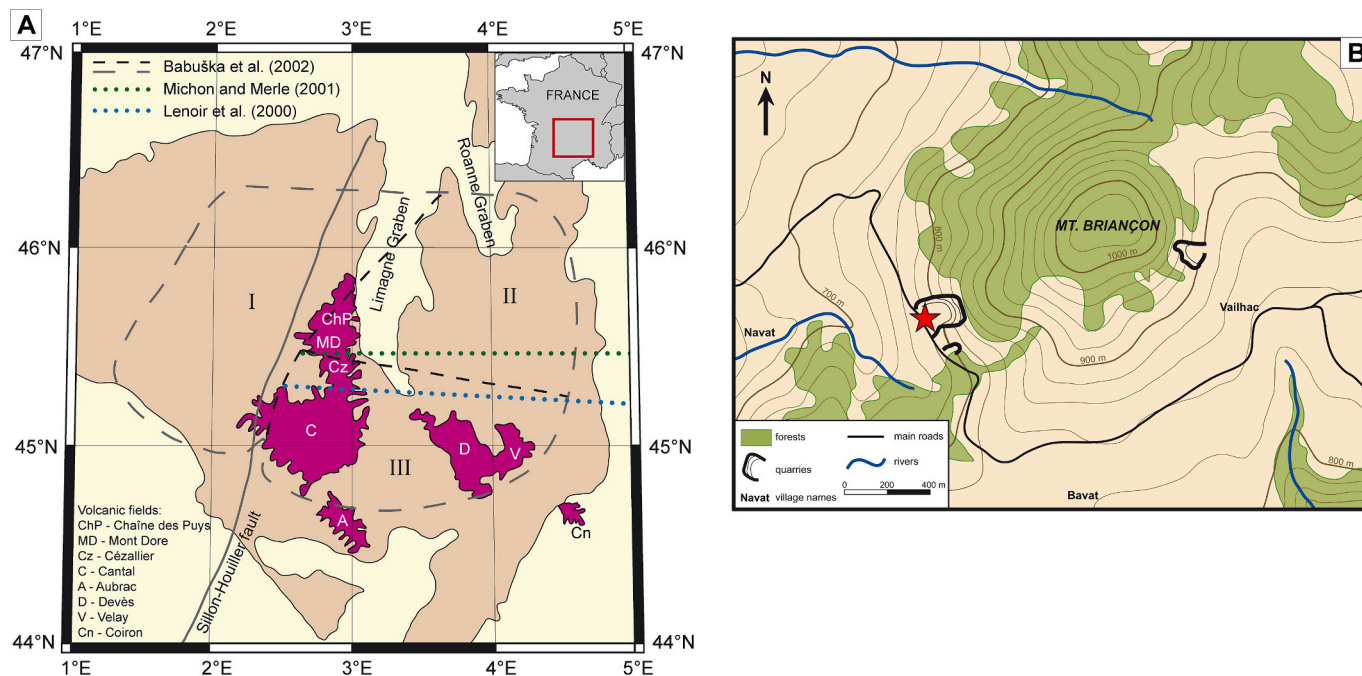 A
1°E
2°E
3°E
4°E
5°E
47°N
47°N
Babuška et al. (2002)
Michon and Merle (2001)
Lenoir et al. (2000)
FRANCE
Roanne Graben
Limagne Graben
46°N
46°N
I
II
ChP
MD
Cz
45°N
45°N
C
D
V
III
A
Cn
Sillon-Houiller fault
Volcanic fields:
ChP - Chaîne des Puys
MD - Mont Dore
Cz - Cézallier
C - Cantal
A - Aubrac
D - Devès
V - Velay
Cn - Coiron
44°N
44°N
1°E
2°E
3°E
4°E
5°E
B
N
MT. BRIANÇON
800 m
1000 m
700 m
Vailhac
Navat
900 m
forests
main roads
quarries
rivers
Navat village names
0 200 400 m
Bavat
800 m